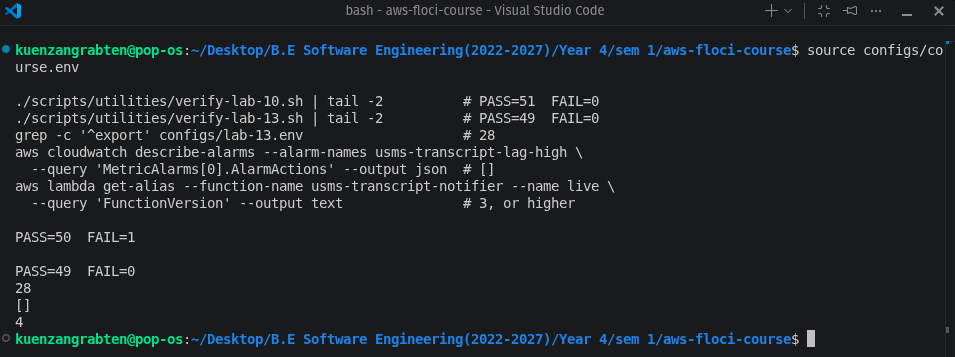 bash - aws-floci-course - Visual Studio Code
kuenzangrabten@pop-os:~/Desktop/B.E Software Engineering(2022-2027)/Year 4/sem 1/aws-floci-course$ source configs/co
urse.env
./scripts/utilities/verify-lab-10.sh | tail -2          # PASS=51  FAIL=0
./scripts/utilities/verify-lab-13.sh | tail -2          # PASS=49  FAIL=0
grep -c '^export' configs/lab-13.env                    # 28
aws cloudwatch describe-alarms --alarm-names usms-transcript-lag-high \
  --query 'MetricAlarms[0].AlarmActions' --output json  # []
aws lambda get-alias --function-name usms-transcript-notifier --name live \
  --query 'FunctionVersion' --output text               # 3, or higher
PASS=50  FAIL=1
PASS=49  FAIL=0
28
[]
4
kuenzangrabten@pop-os:~/Desktop/B.E Software Engineering(2022-2027)/Year 4/sem 1/aws-floci-course$